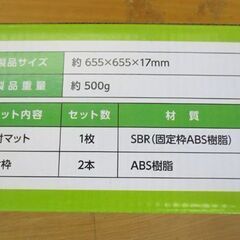 製品サイズ 約 655×655×17mm
製品重量 約 500g
ット内容 セット数 材 質
マット 1枚 SBR(固定枠ABS樹脂)
枠 2本 ABS樹脂